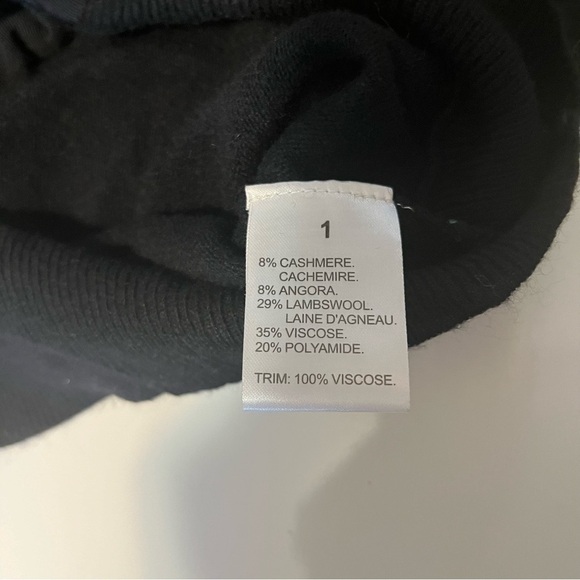 1
8% CASHMERE.
CACHEMIRE.
8% ANGORA.
29% LAMBSWOOL.
LAINE D'AGNEAU.
35% VISCOSE.
20% POLYAMIDE.
TRIM: 100% VISCOSE.